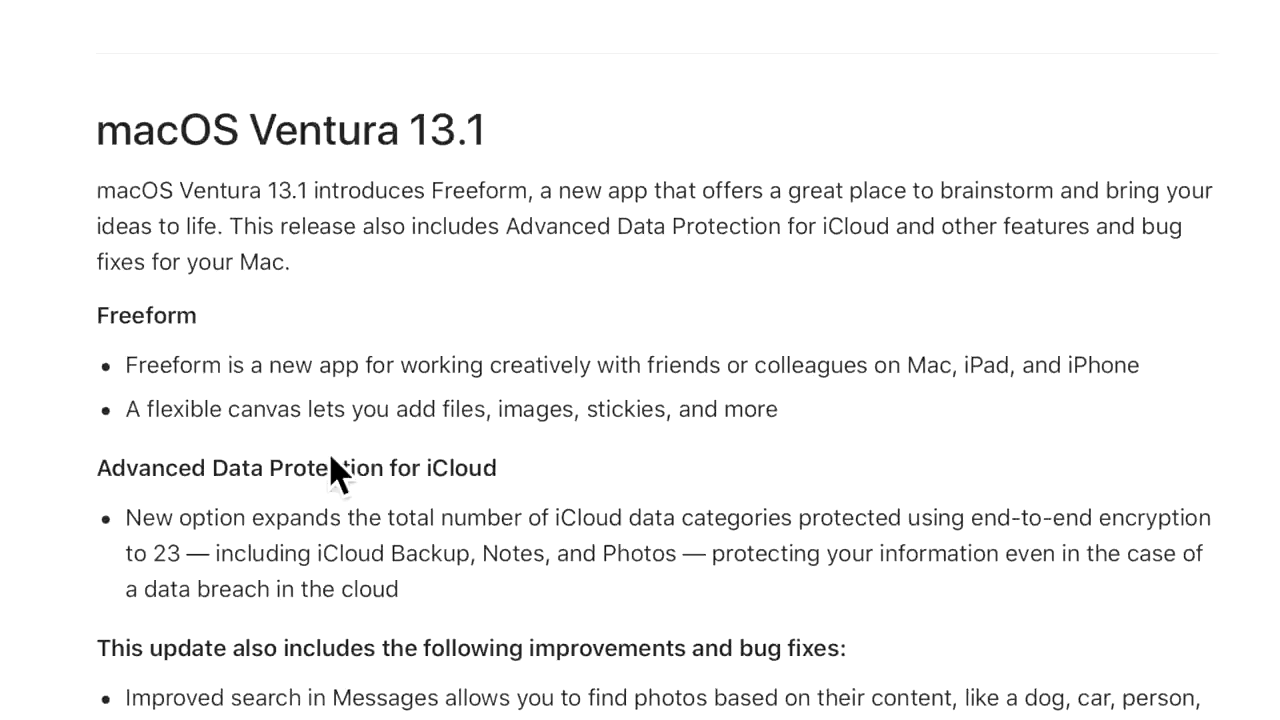 macOS Ventura 13.1
macOS Ventura 13.1 introduces Freeform, a new app that offers a great place to brainstorm and bring your
ideas to life. This release also includes Advanced Data Protection for iCloud and other features and bug
fixes for your Mac.
Freeform
• Freeform is a new app for working creatively with friends or colleagues on Mac, iPad, and iPhone
• A flexible canvas lets you add files, images, stickies, and more
Advanced Data Protection for iCloud
• New option expands the total number of iCloud data categories protected using end-to-end encryption
to 23 — including iCloud Backup, Notes, and Photos — protecting your information even in the case of
a data breach in the cloud
This update also includes the following improvements and bug fixes:
• Improved search in Messages allows you to find photos based on their content, like a dog, car, person,